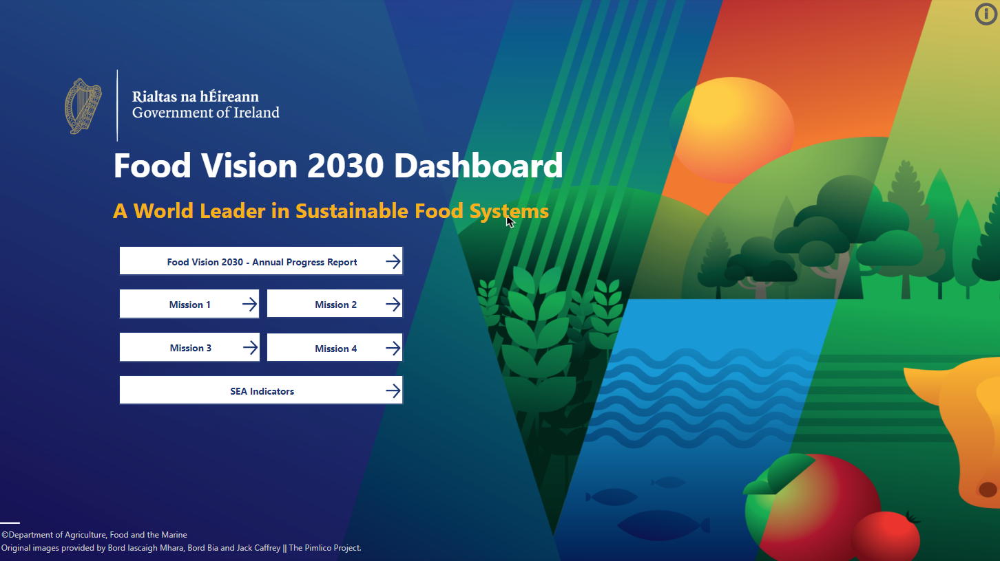 Rialtas na hÉireann
Government of Ireland
Food Vision 2030 Dashboard
A World Leader in Sustainable Food Systems
Food Vision 2030 - Annual Progress Report
Mission 1
Mission 2
Mission 3
Mission 4
SEA Indicators
©Department of Agriculture, Food and the Marine
Original images provided by Bord Iascaigh Mhara, Bord Bia and Jack Caffrey || The Pimlico Project.